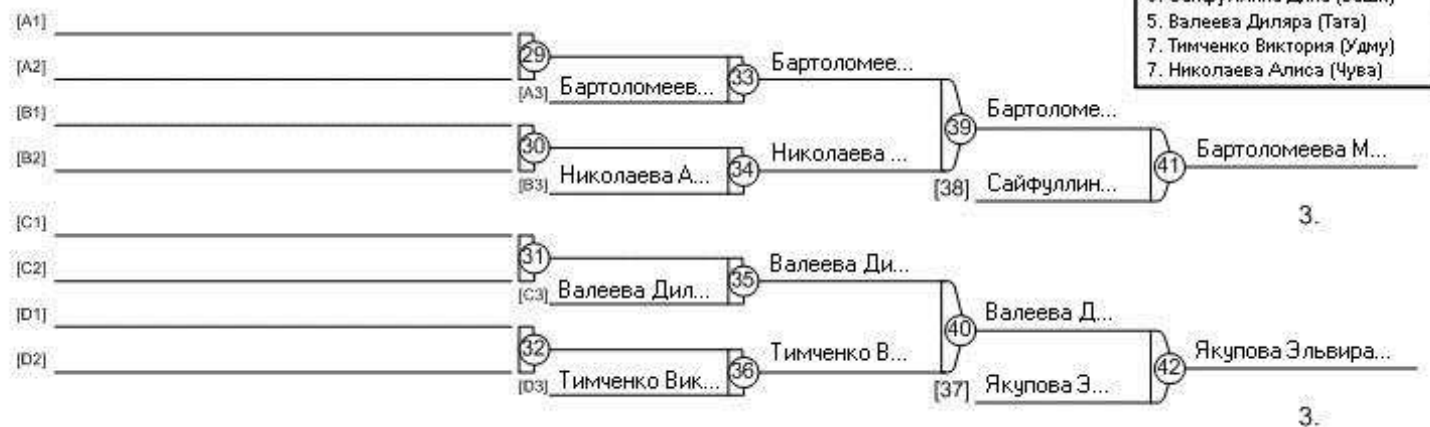 5. Валеева Диляра (Тата)
7. Тимченко Виктория (Удму)
7. Николаева Алиса (Чува)
[A1]
[A2]
29
[A3] Бартоломеев...
33
Бартоломее...
[B1]
[B2]
30
[B3] Николаева А...
34
Николаева ...
39
Бартоломе...
[38] Сайфуллин...
41
Бартоломеева М...
3.
[C1]
[C2]
31
[C3] Валеева Дил...
35
Валеева Ди...
[D1]
[D2]
32
[D3] Тимченко Вик...
36
Тимченко В...
40
Валеева Д...
[37] Якупова Э...
42
Якупова Эльвира...
3.